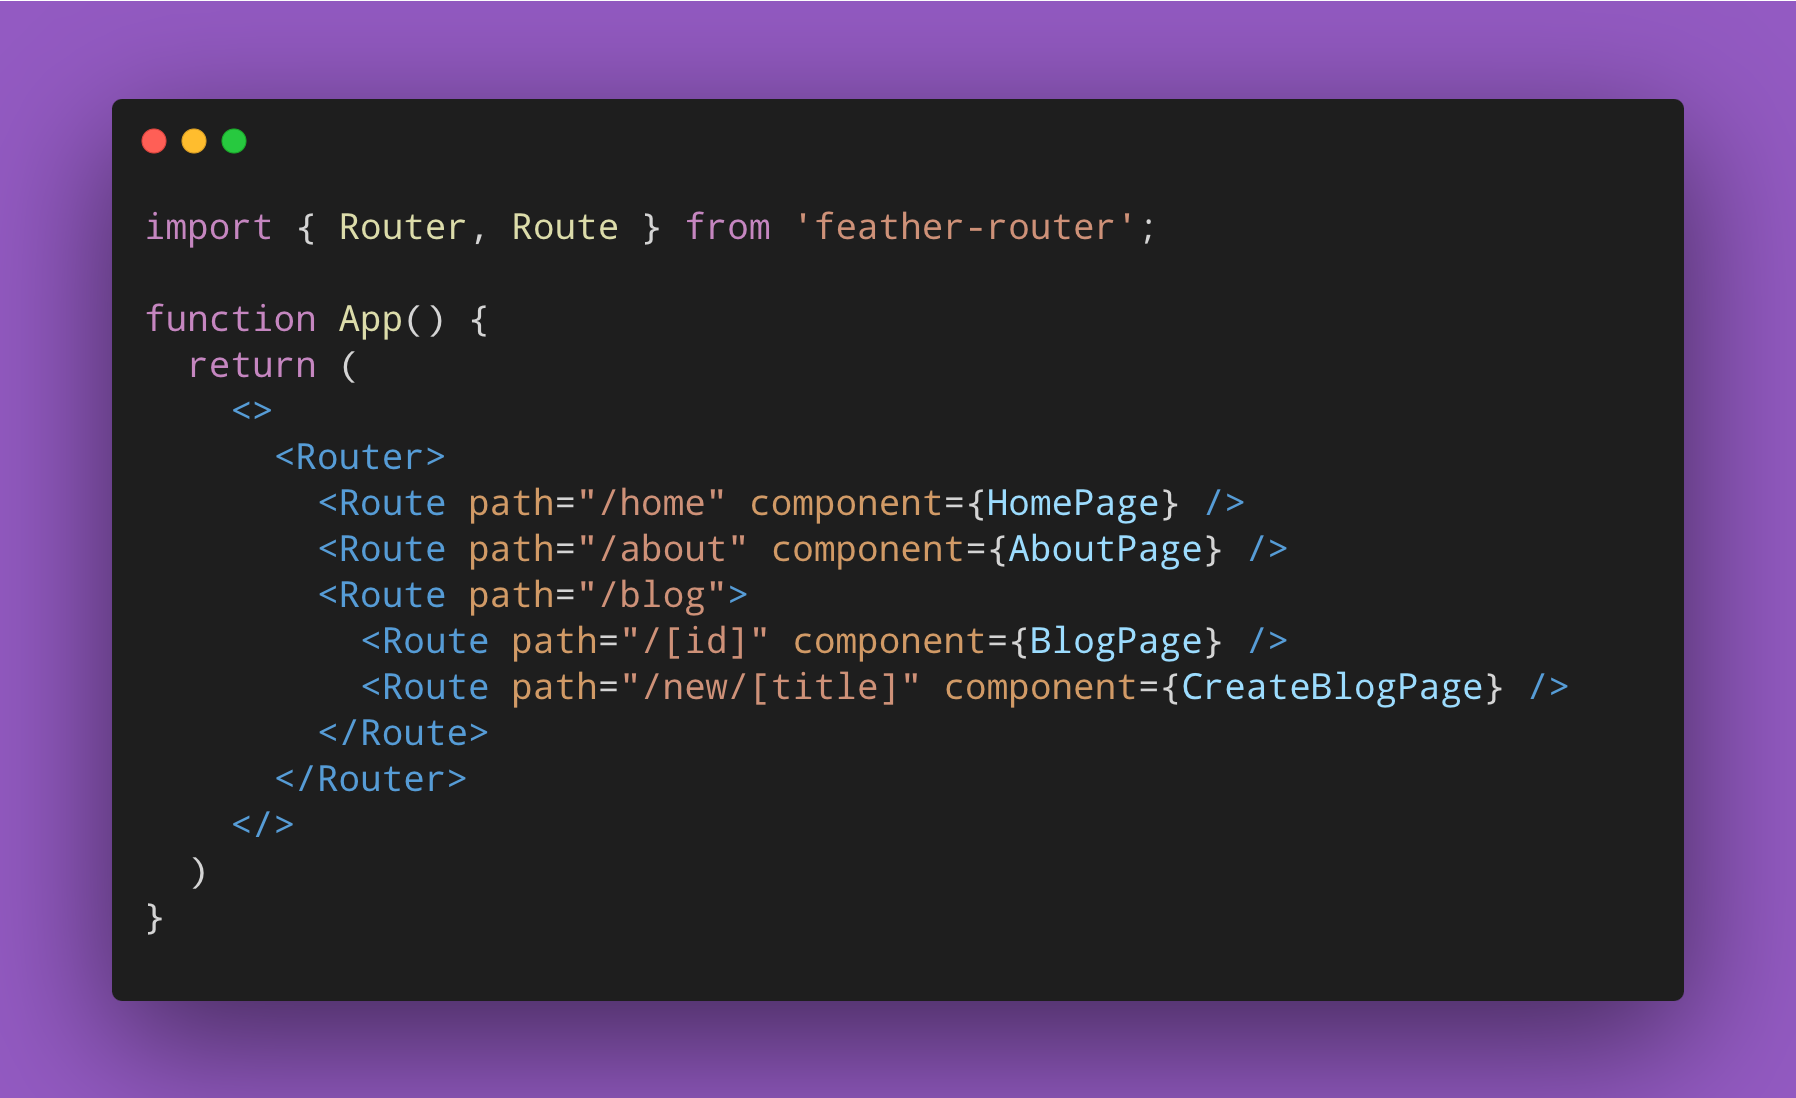 import { Router, Route } from 'feather-router';
function App() {
  return (
    <>
      <Router>
        <Route path="/home" component={HomePage} />
        <Route path="/about" component={AboutPage} />
        <Route path="/blog">
          <Route path="/[id]" component={BlogPage} />
          <Route path="/new/[title]" component={CreateBlogPage} />
        </Route>
      </Router>
    </>
  )
}